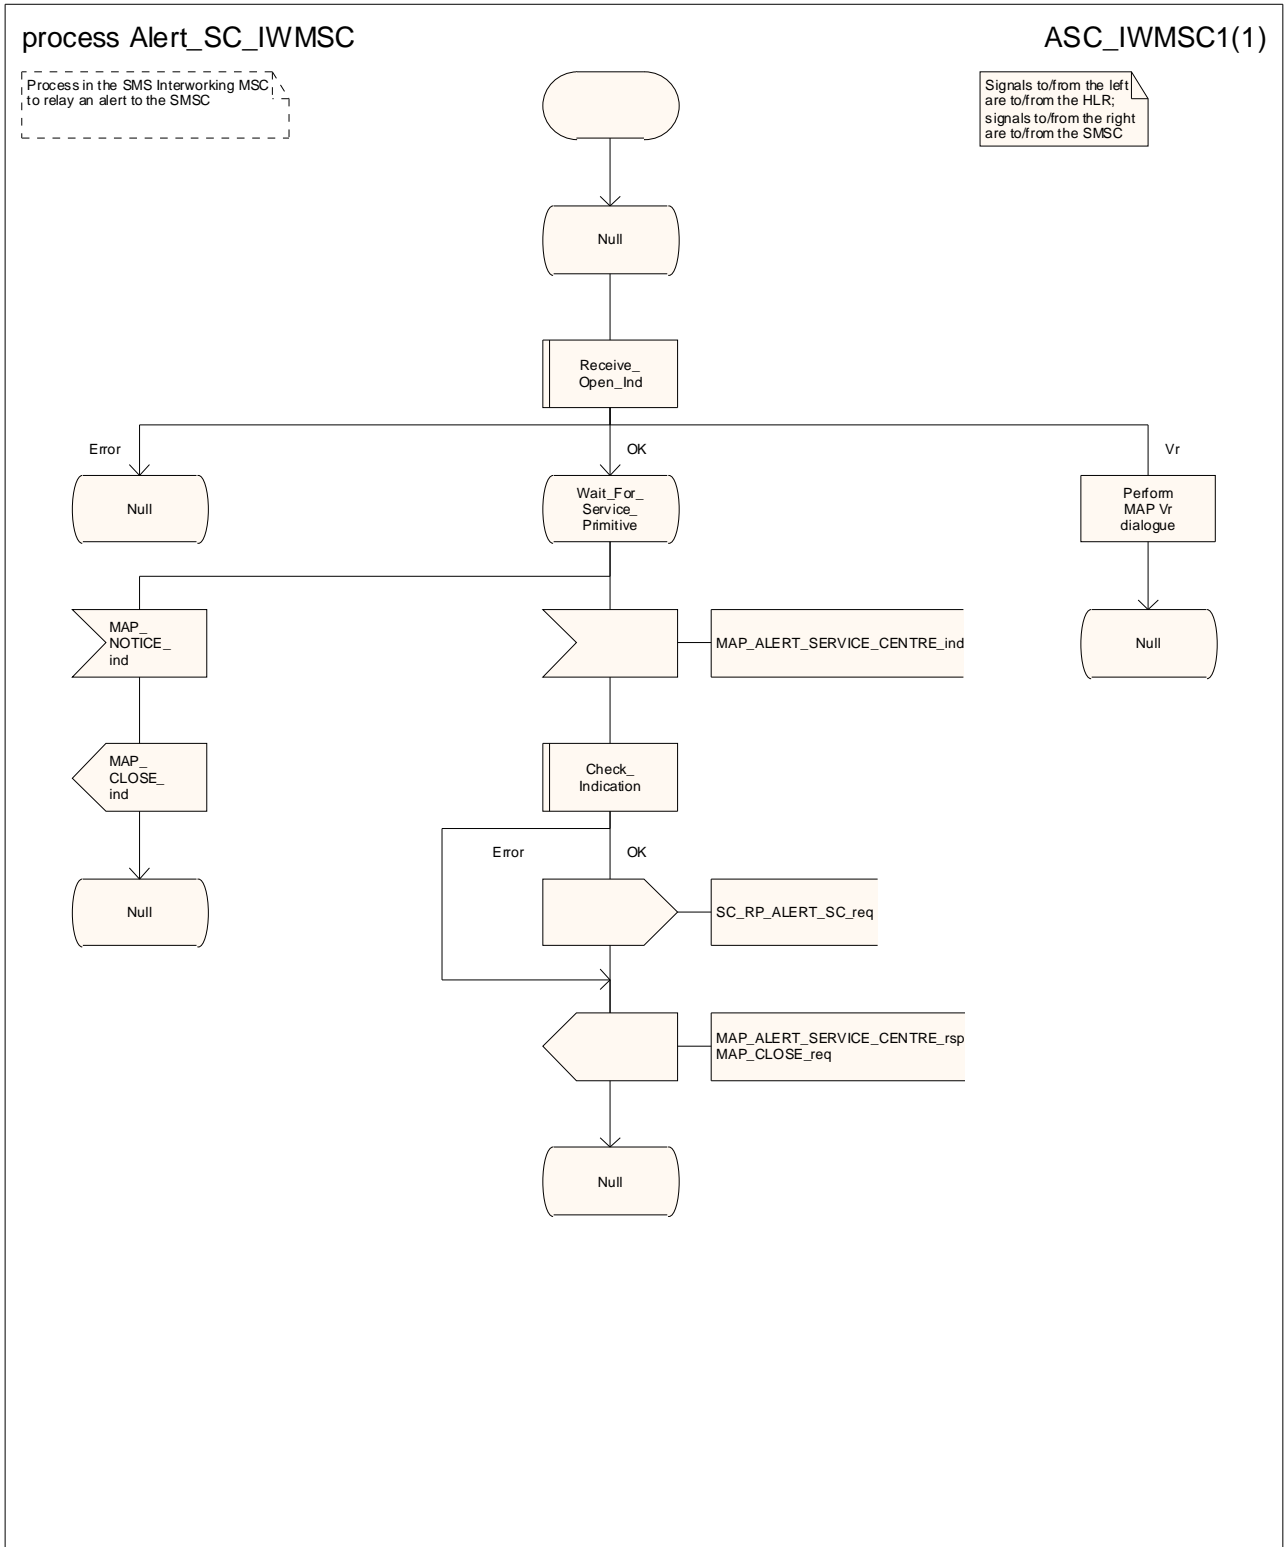 process Alert_SC_IWMSC
ASC_IWMSC1(1)
Process in the SMS Interworking MSC
to relay an alert to the SMSC
Signals to/from the left
are to/from the HLR;
signals to/from the right
are to/from the SMSC
Null
Receive_
Open_Ind
Error
OK
Vr
Null
Wait_For_
Service_
Primitive
Perform
MAP Vr
dialogue
MAP_
NOTICE_
ind
MAP_ALERT_SERVICE_CENTRE_ind
Null
MAP_
CLOSE_
ind
Check_
Indication
Error
OK
Null
SC_RP_ALERT_SC_req
MAP_ALERT_SERVICE_CENTRE_rsp
MAP_CLOSE_req
Null